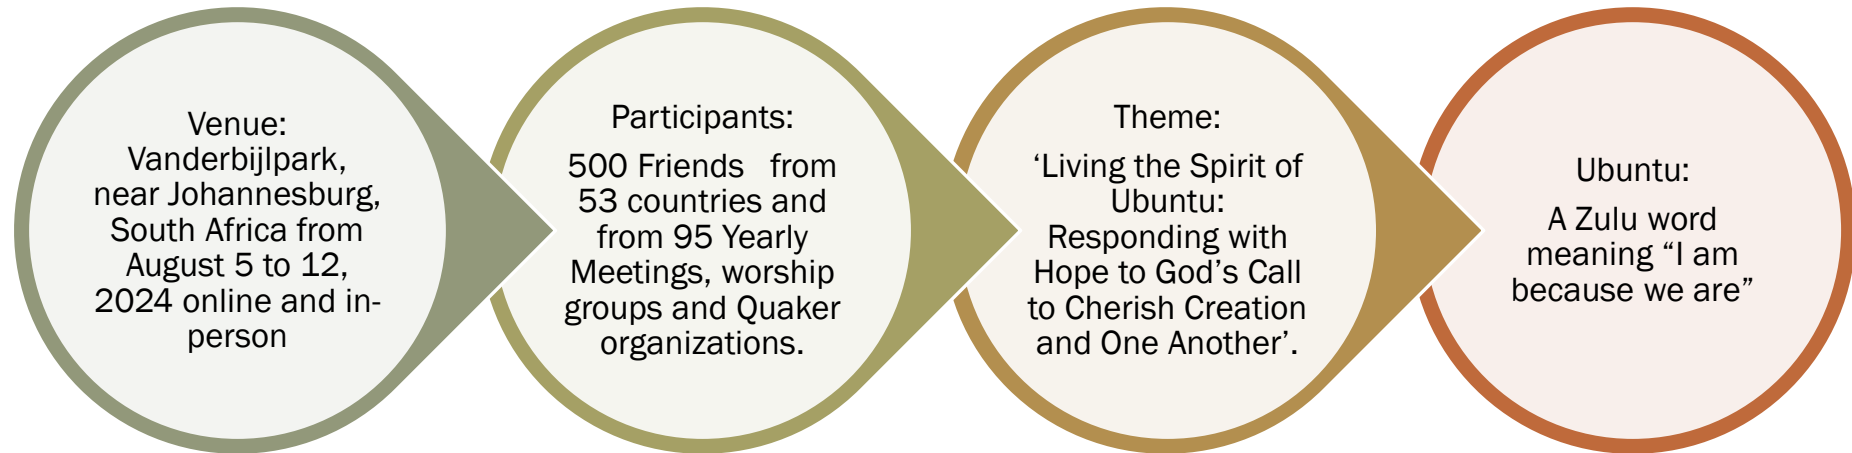 Venue:
Vanderbijlpark,
near Johannesburg,
South Africa from
August 5 to 12,
2024 online and in-
person
Participants:
500 Friends   from
53 countries and
from 95 Yearly
Meetings, worship
groups and Quaker
organizations.
Theme:
‘Living the Spirit of
Ubuntu:
Responding with
Hope to God’s Call
to Cherish Creation
and One Another’.
Ubuntu:
A Zulu word
meaning “I am
because we are”